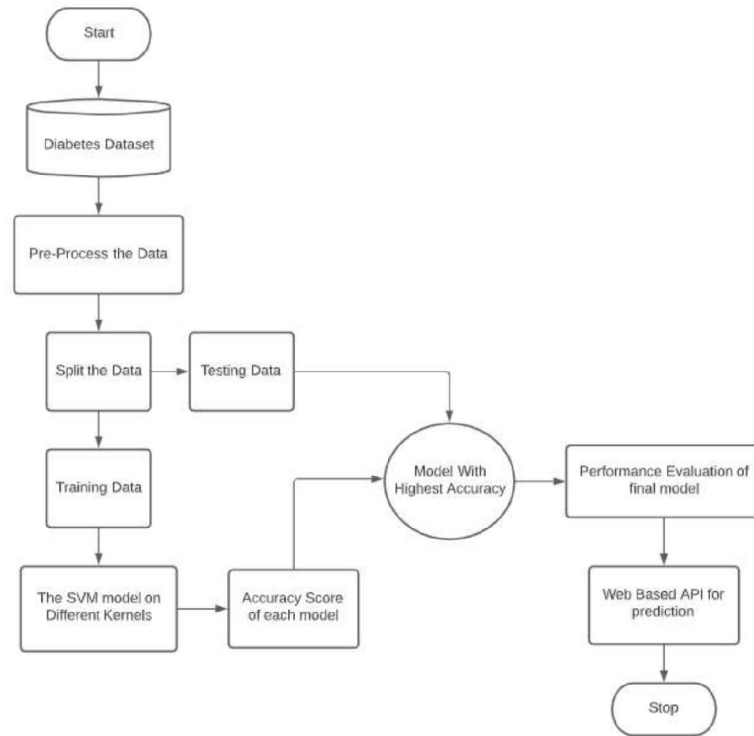 Start
Diabetes Dataset
Pre-Process the Data
Split the Data
Testing Data
Training Data
Model With
Highest Accuracy
Performance Evaluation of
final model
The SVM model on
Different Kernels
Accuracy Score
of each model
Web Based API for
prediction
Stop